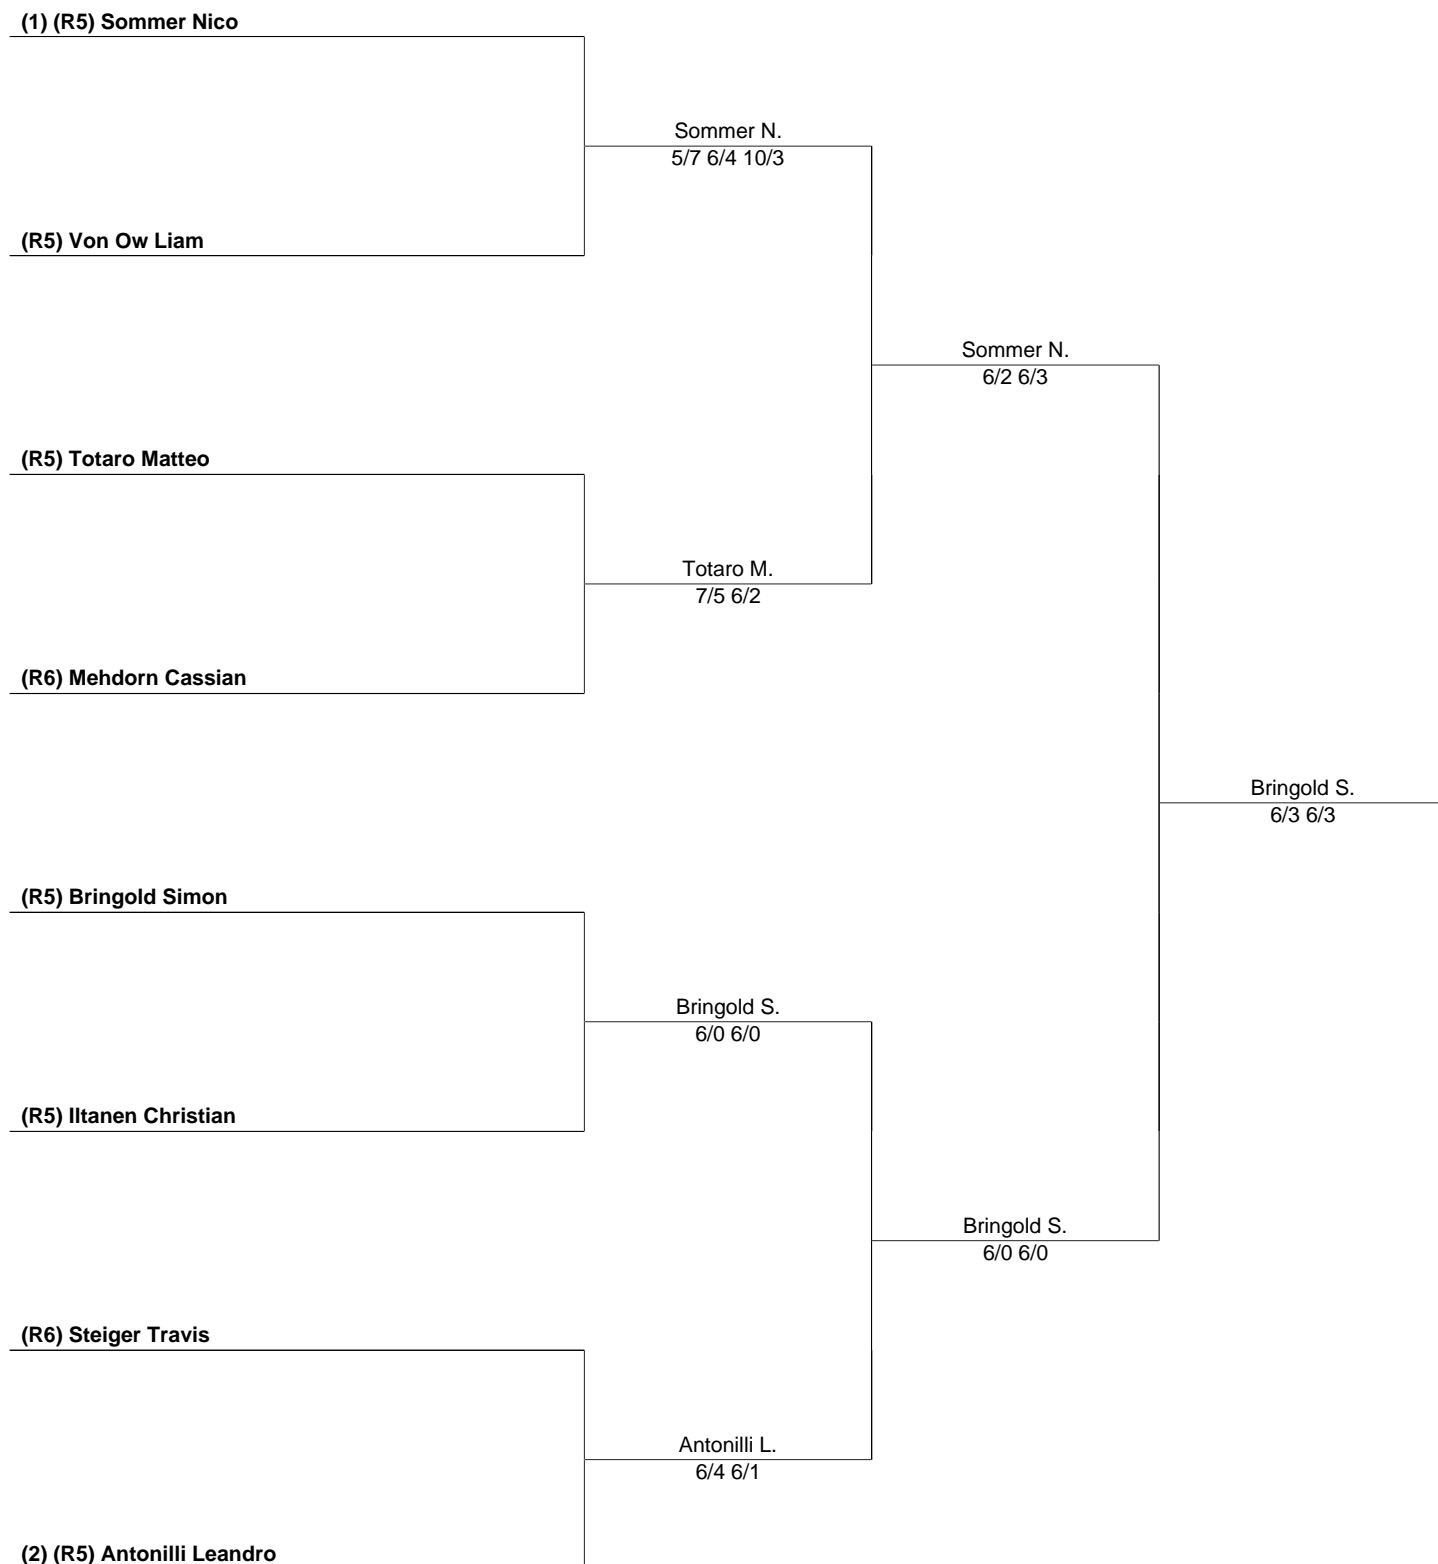 (1) (R5) Sommer Nico
Sommer N.
5/7 6/4 10/3
(R5) Von Ow Liam
Sommer N.
6/2 6/3
(R5) Totaro Matteo
Totaro M.
7/5 6/2
(R6) Mehdorn Cassian
Bringold S.
6/3 6/3
(R5) Bringold Simon
Bringold S.
6/0 6/0
(R5) Iltanen Christian
Bringold S.
6/0 6/0
(R6) Steiger Travis
Antonilli L.
6/4 6/1
(2) (R5) Antonilli Leandro